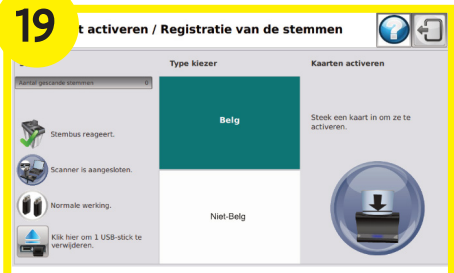 19
t activeren / Registratie van de stemmen
Type kiezer
Kaarten activeren
Aantal gescande stemmen 0
Belg
Steek een kaart in om ze te
activeren.
Stembus reageert.
Scanner is aangesloten.
Normale werking.
Niet-Belg
Klik hier om 1 USB-stick te
verwijderen.